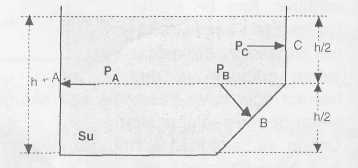 P_C C h/2
h A P_A P_B
B h/2
Su